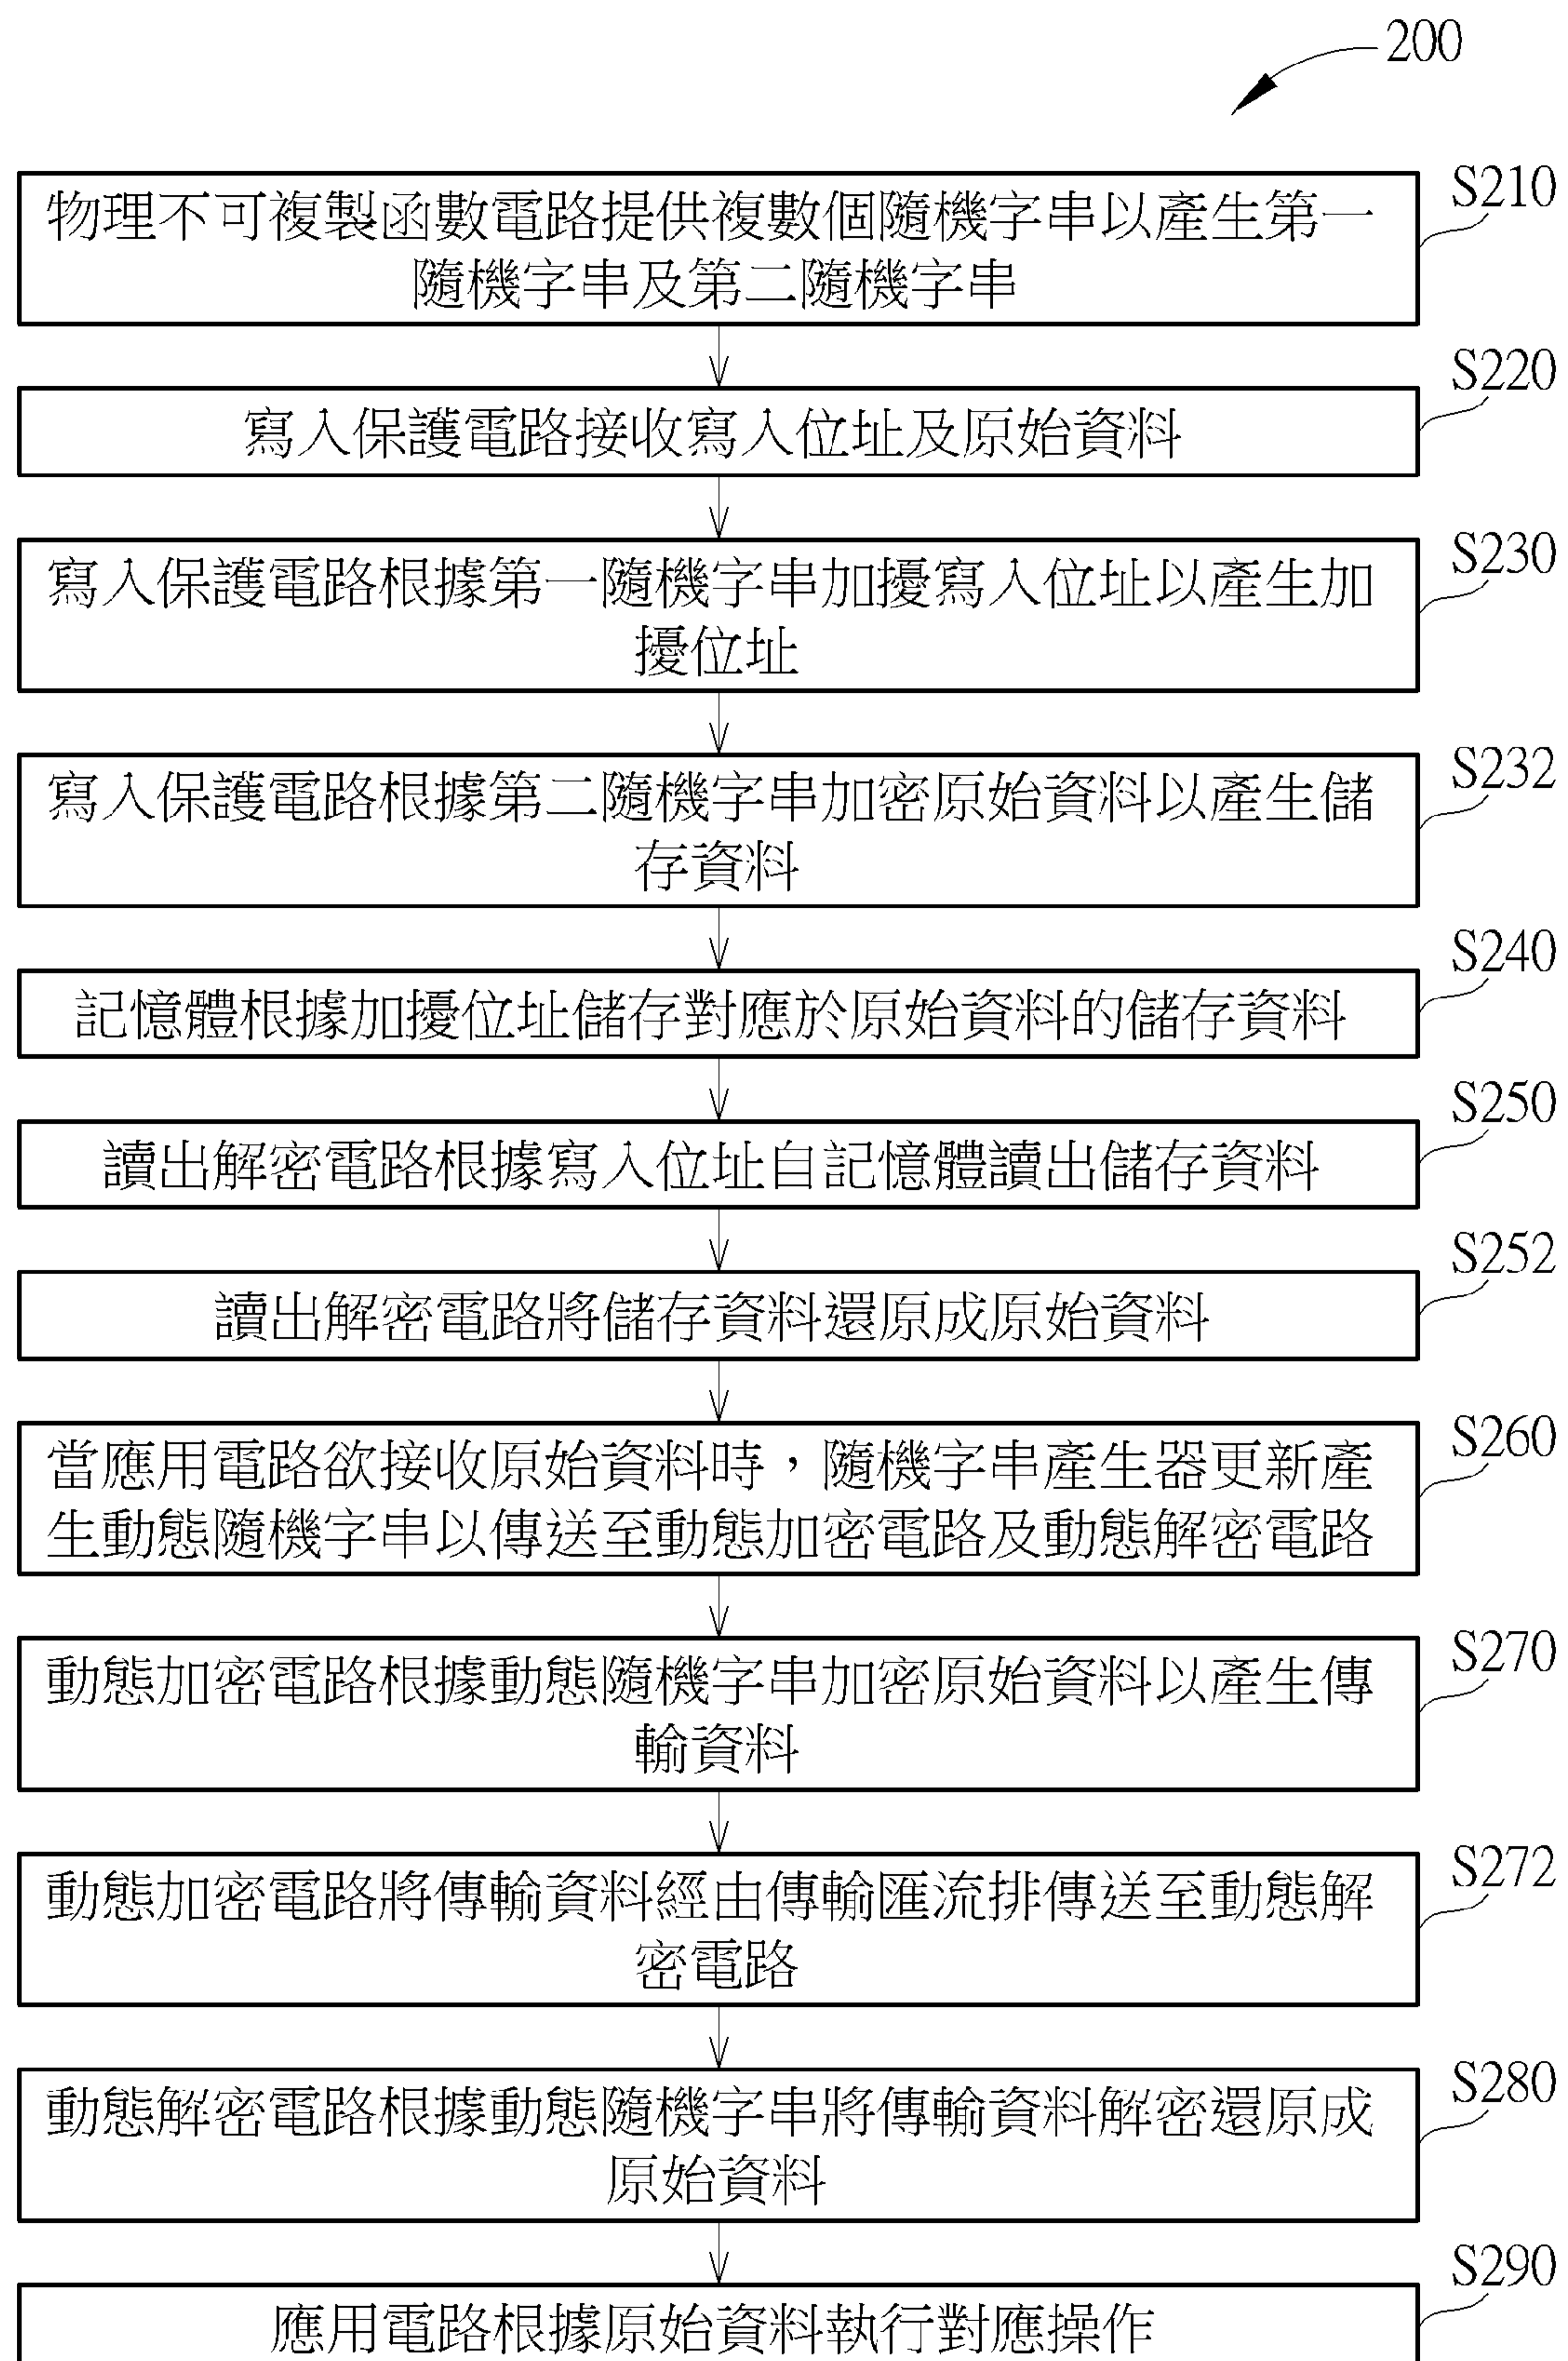 200
S210
物理不可複製函數電路提供複數個隨機字串以產生第一
隨機字串及第二隨機字串
S220
寫入保護電路接收寫入位址及原始資料
S230
寫入保護電路根據第一隨機字串加擾寫入位址以產生加
擾位址
S232
寫入保護電路根據第二隨機字串加密原始資料以產生儲
存資料
S240
記憶體根據加擾位址儲存對應於原始資料的儲存資料
S250
讀出解密電路根據寫入位址自記憶體讀出儲存資料
S252
讀出解密電路將儲存資料還原成原始資料
S260
當應用電路欲接收原始資料時，隨機字串產生器更新產
生動態隨機字串以傳送至動態加密電路及動態解密電路
S270
動態加密電路根據動態隨機字串加密原始資料以產生傳
輸資料
S272
動態加密電路將傳輸資料經由傳輸匯流排傳送至動態解
密電路
S280
動態解密電路根據動態隨機字串將傳輸資料解密還原成
原始資料
S290
應用電路根據原始資料執行對應操作